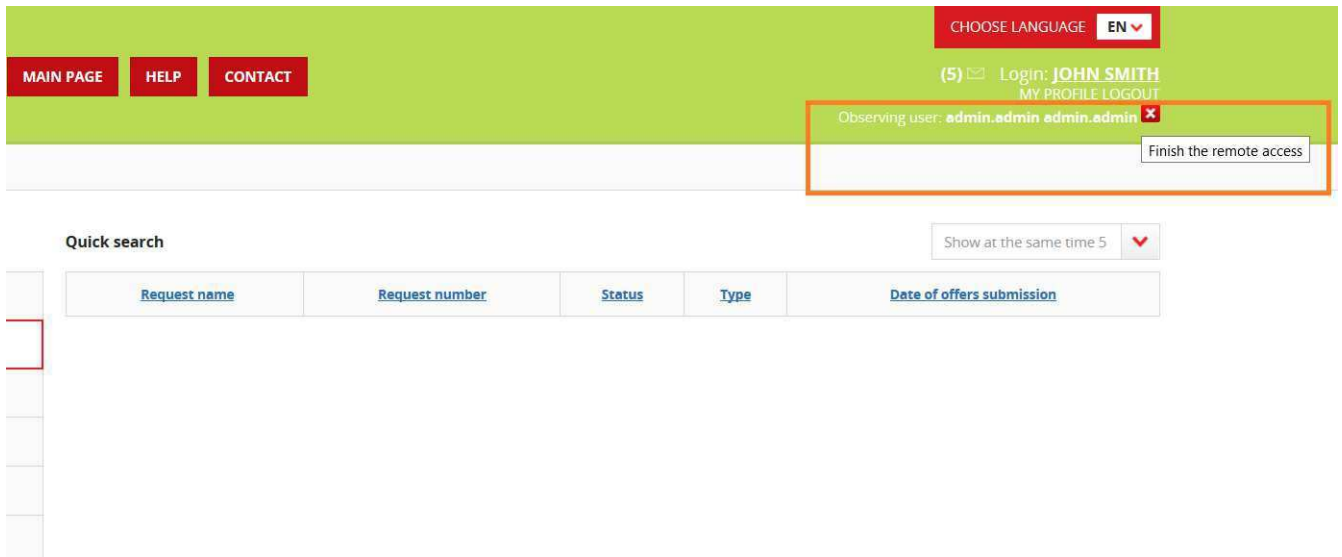 CHOOSE LANGUAGE EN
MAIN PAGE HELP CONTACT
(5) Login: JOHN SMITH
MY PROFILE LOGOUT
Observing user: admin.admin admin.admin
Finish the remote access
Quick search
Show at the same time 5
Request name Request number Status Type Date of offers submission